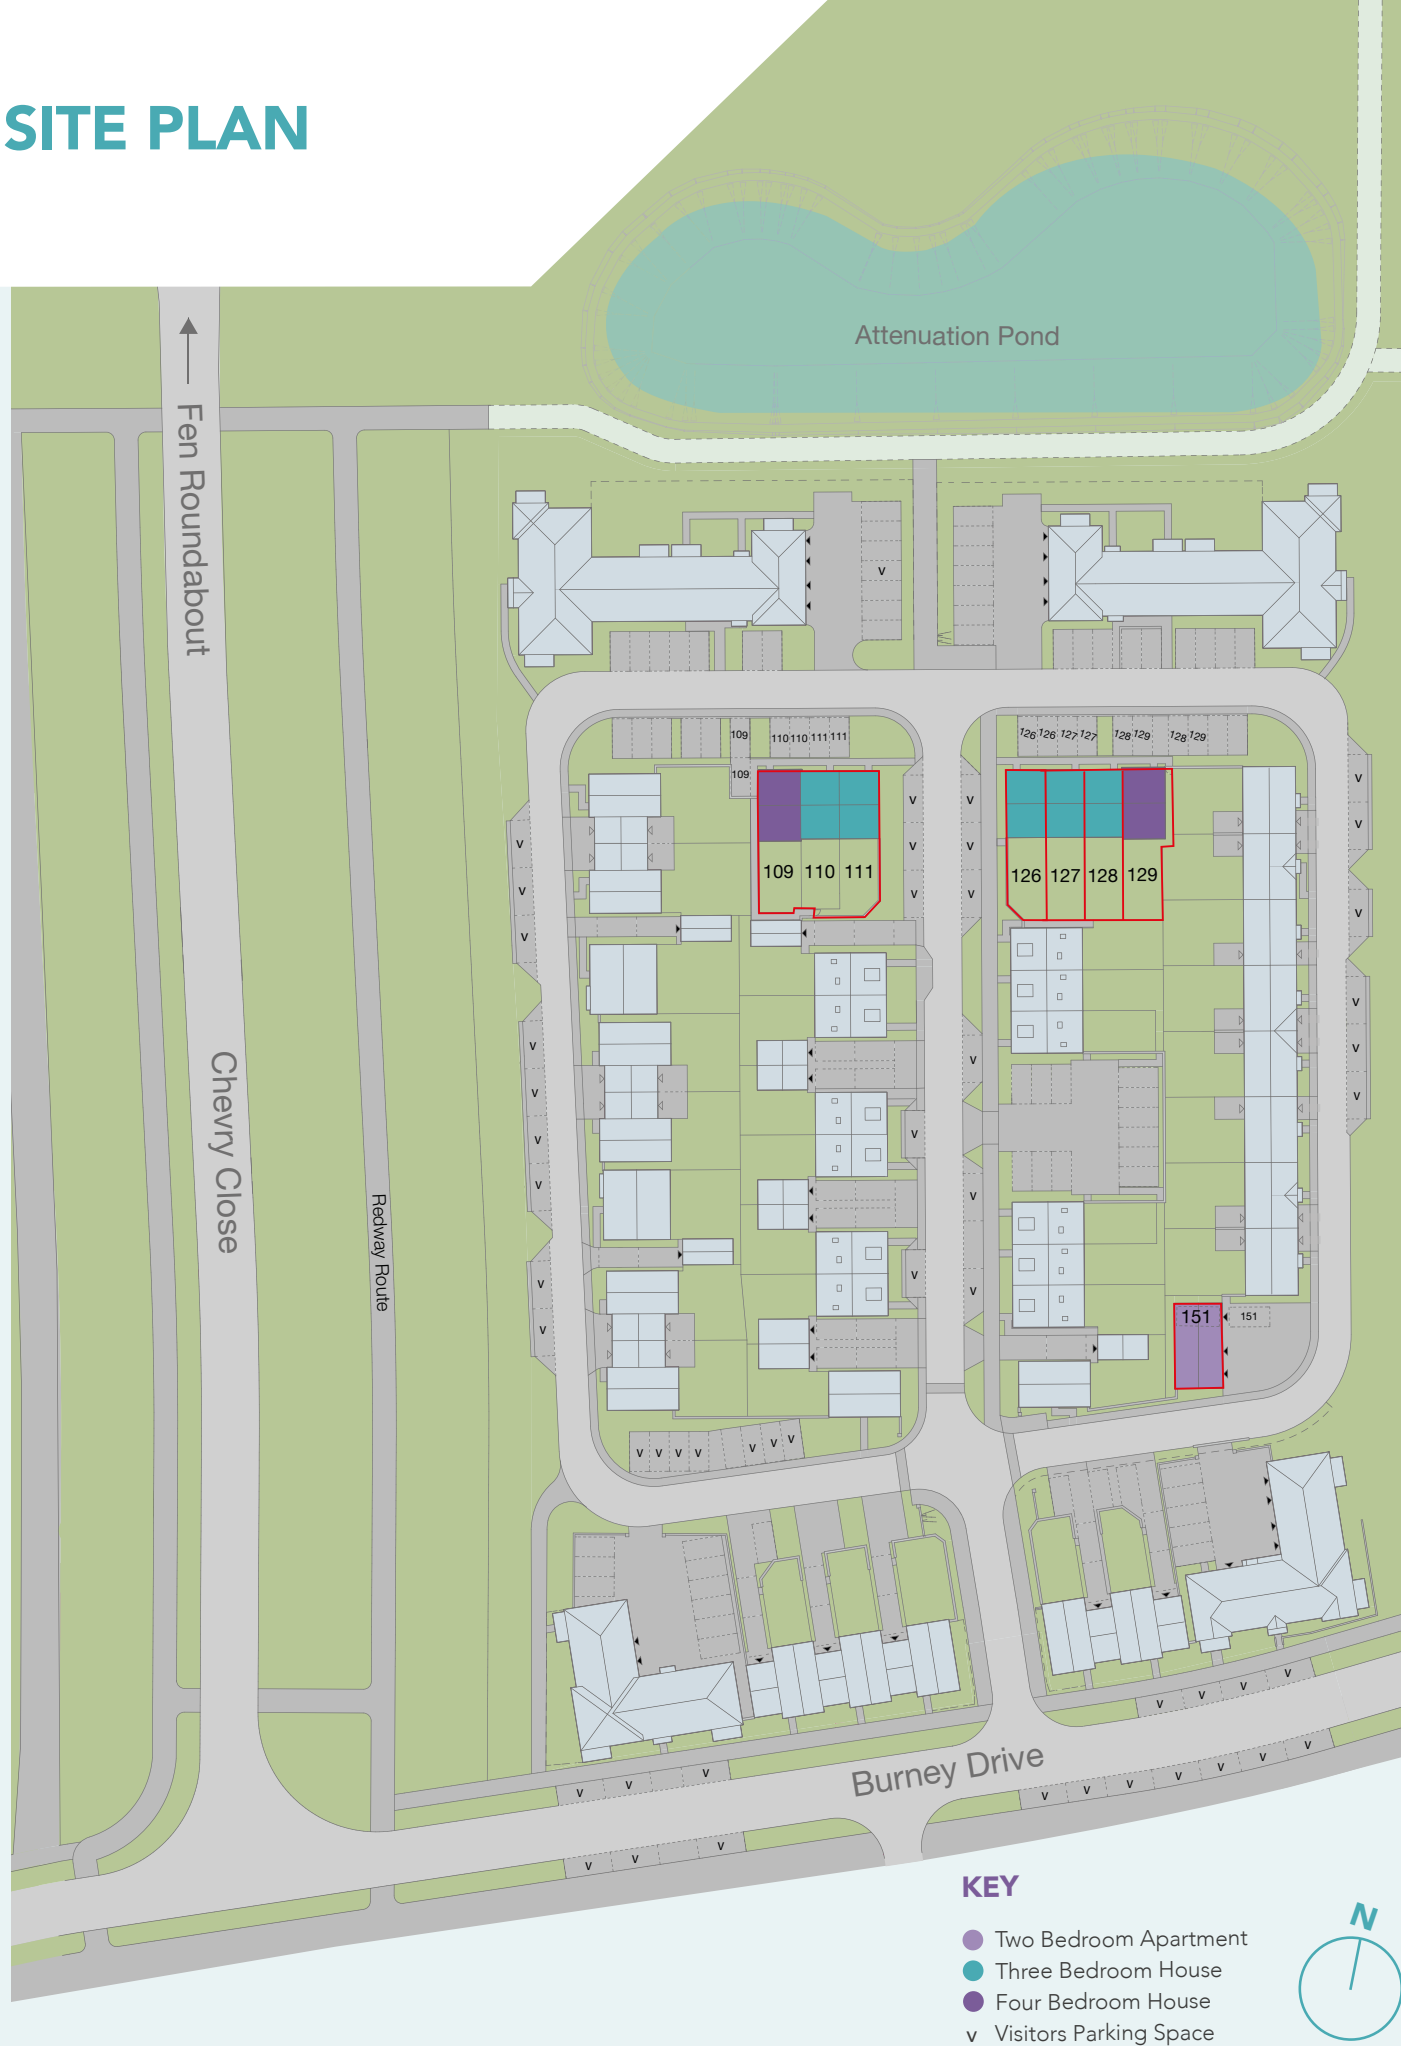 SITE PLAN
Attenuation Pond
Fen Roundabout
v
109
110 110 111 111
126 126 127 127
128 129
128 129
109
v
v
v
v
v
v
v
v
v
v
v
109 110 111
126 127 128 129
v
v
v
v
v
v
v
v
v
v
v
Chevry Close
Redway Route
v
v
v
v
v
v
v
151
151
v v v v v v v
v v v v
Burney Drive
v v v
v v v v v v v
v v v
KEY
Two Bedroom Apartment
Three Bedroom House
Four Bedroom House
v Visitors Parking Space
N